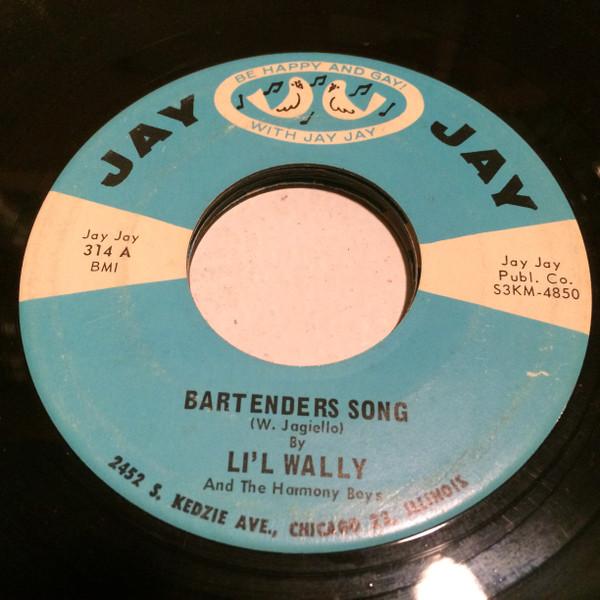 BE HAPPY AND GAY!
WITH JAY JAY
JAY JAY
Jay Jay
314 A
BMI
Jay Jay
Publ. Co.
S3KM-4850
BARTENDERS SONG
(W. Jagiello)
By
LI'L WALLY
And The Harmony Boys
2452 S. KEDZIE AVE., CHICAGO 23, ILLINOIS